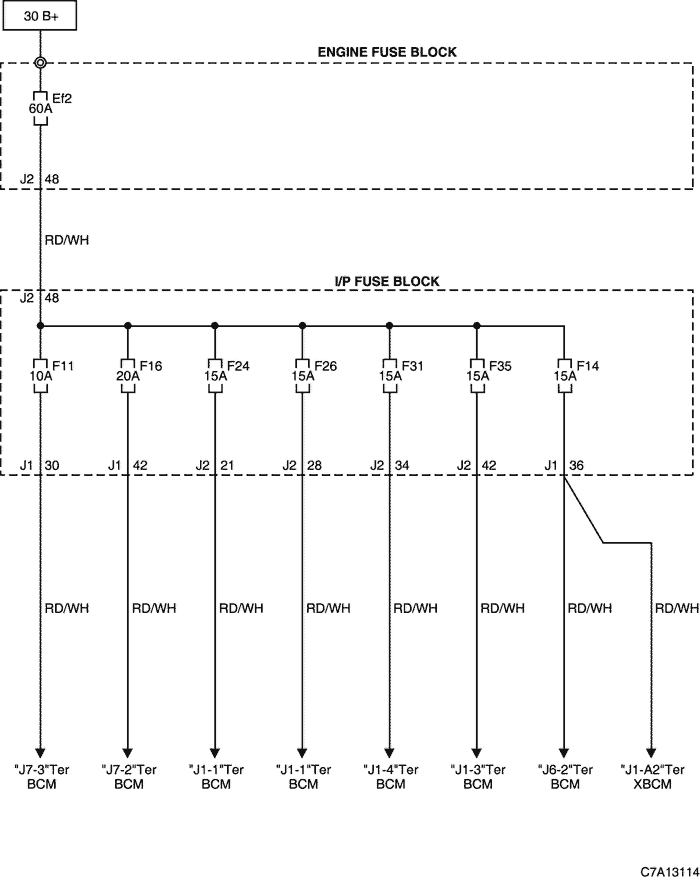 30 B+
ENGINE FUSE BLOCK
Ef2
60A
J2 48
RD/WH
I/P FUSE BLOCK
J2 48
F11 F16 F24 F26 F31 F35 F14
10A 20A 15A 15A 15A 15A 15A
J1 30 J1 42 J2 21 J2 28 J2 34 J2 42 J1 36
RD/WH RD/WH RD/WH RD/WH RD/WH RD/WH RD/WH RD/WH
"J7-3"Ter "J7-2"Ter "J1-1"Ter "J1-1"Ter "J1-4"Ter "J1-3"Ter "J6-2"Ter "J1-A2"Ter
BCM BCM BCM BCM BCM BCM BCM XBCM
C7A13114